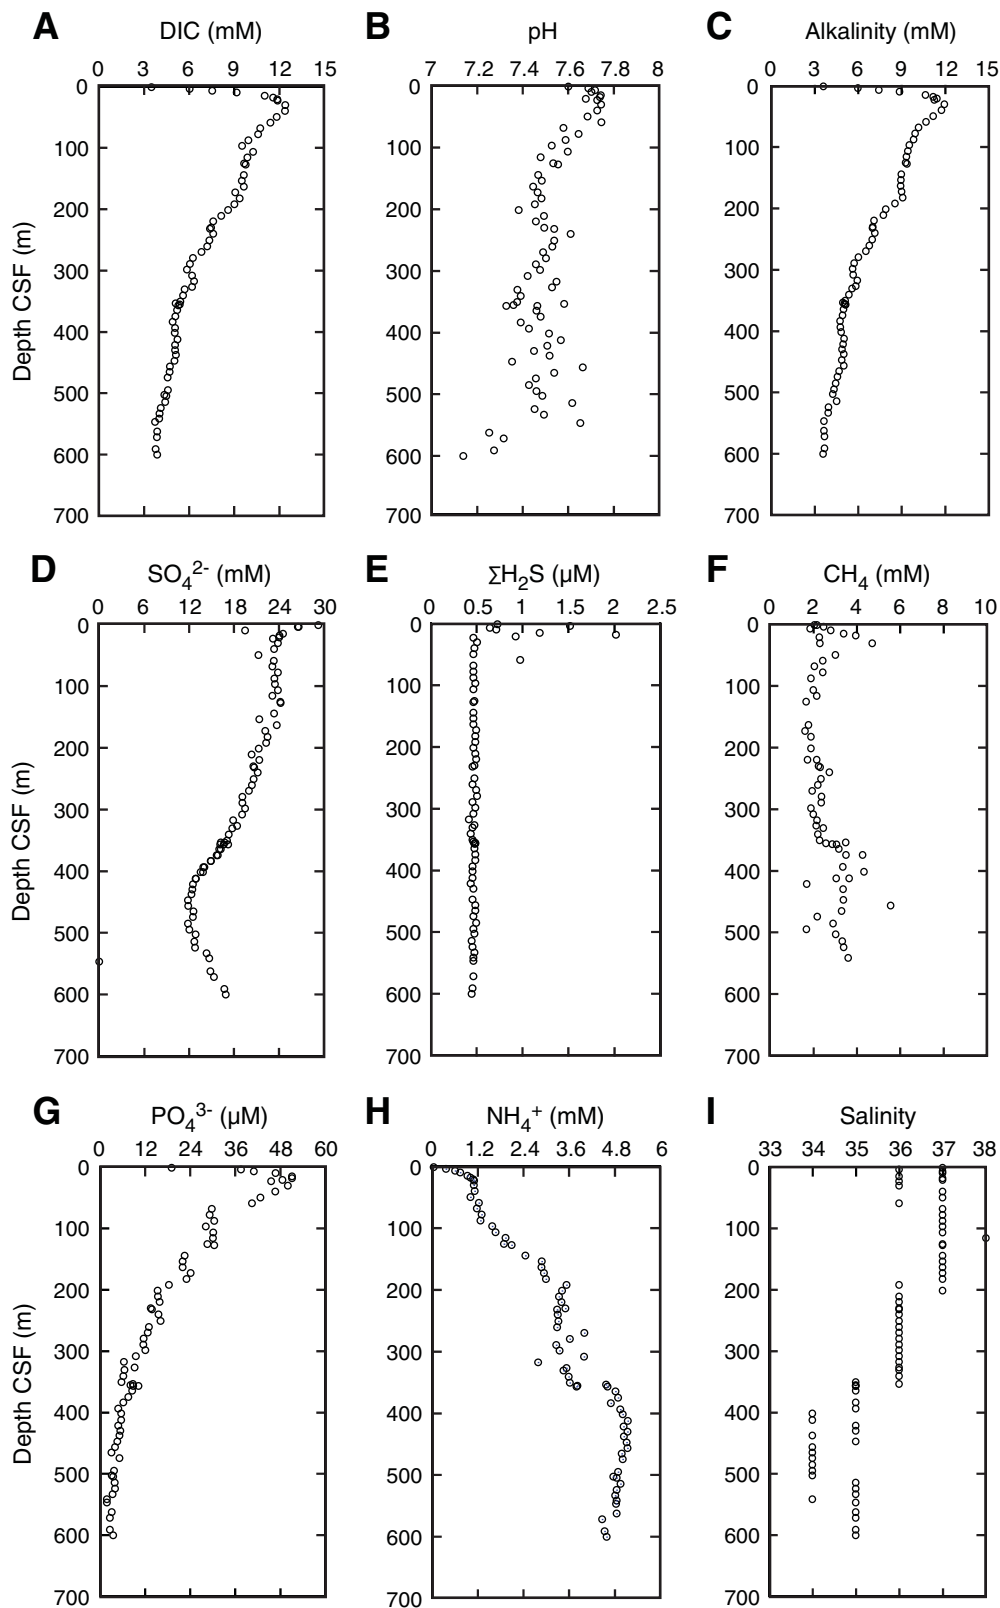 A DIC (mM) B pH C Alkalinity (mM)
0 3 6 9 12 15 7 7.2 7.4 7.6 7.8 8 0 3 6 9 12 15
0 0 0
100 100 100
200 200 200
Depth CSF (m)
300 300 300
400 400 400
500 500 500
600 600 600
700 700 700
D SO₄²⁻ (mM) E ΣH₂S (µM) F CH₄ (mM)
0 6 12 18 24 30 0 0.5 1 1.5 2 2.5 0 2 4 6 8 10
0 0 0
100 100 100
200 200 200
Depth CSF (m)
300 300 300
400 400 400
500 500 500
600 600 600
700 700 700
G PO₄³⁻ (µM) H NH₄⁺ (mM) I Salinity
0 12 24 36 48 60 0 1.2 2.4 3.6 4.8 6 33 34 35 36 37 38
0 0 0
100 100 100
200 200 200
Depth CSF (m)
300 300 300
400 400 400
500 500 500
600 600 600
700 700 700